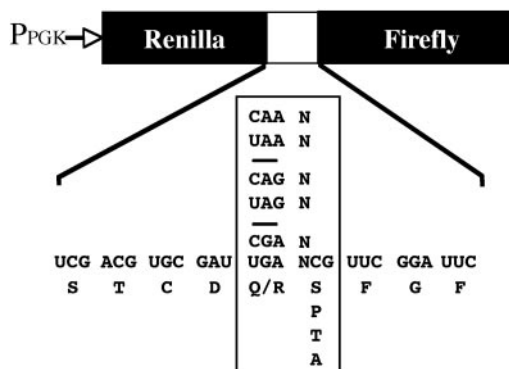 PPGK Renilla Firefly
CAA N
UAA N
CAG N
UAG N
CGA N
UCG ACG UGC GAU UGA NCG UUC GGA UUC
S T C D Q/R S F G F
P
T
A